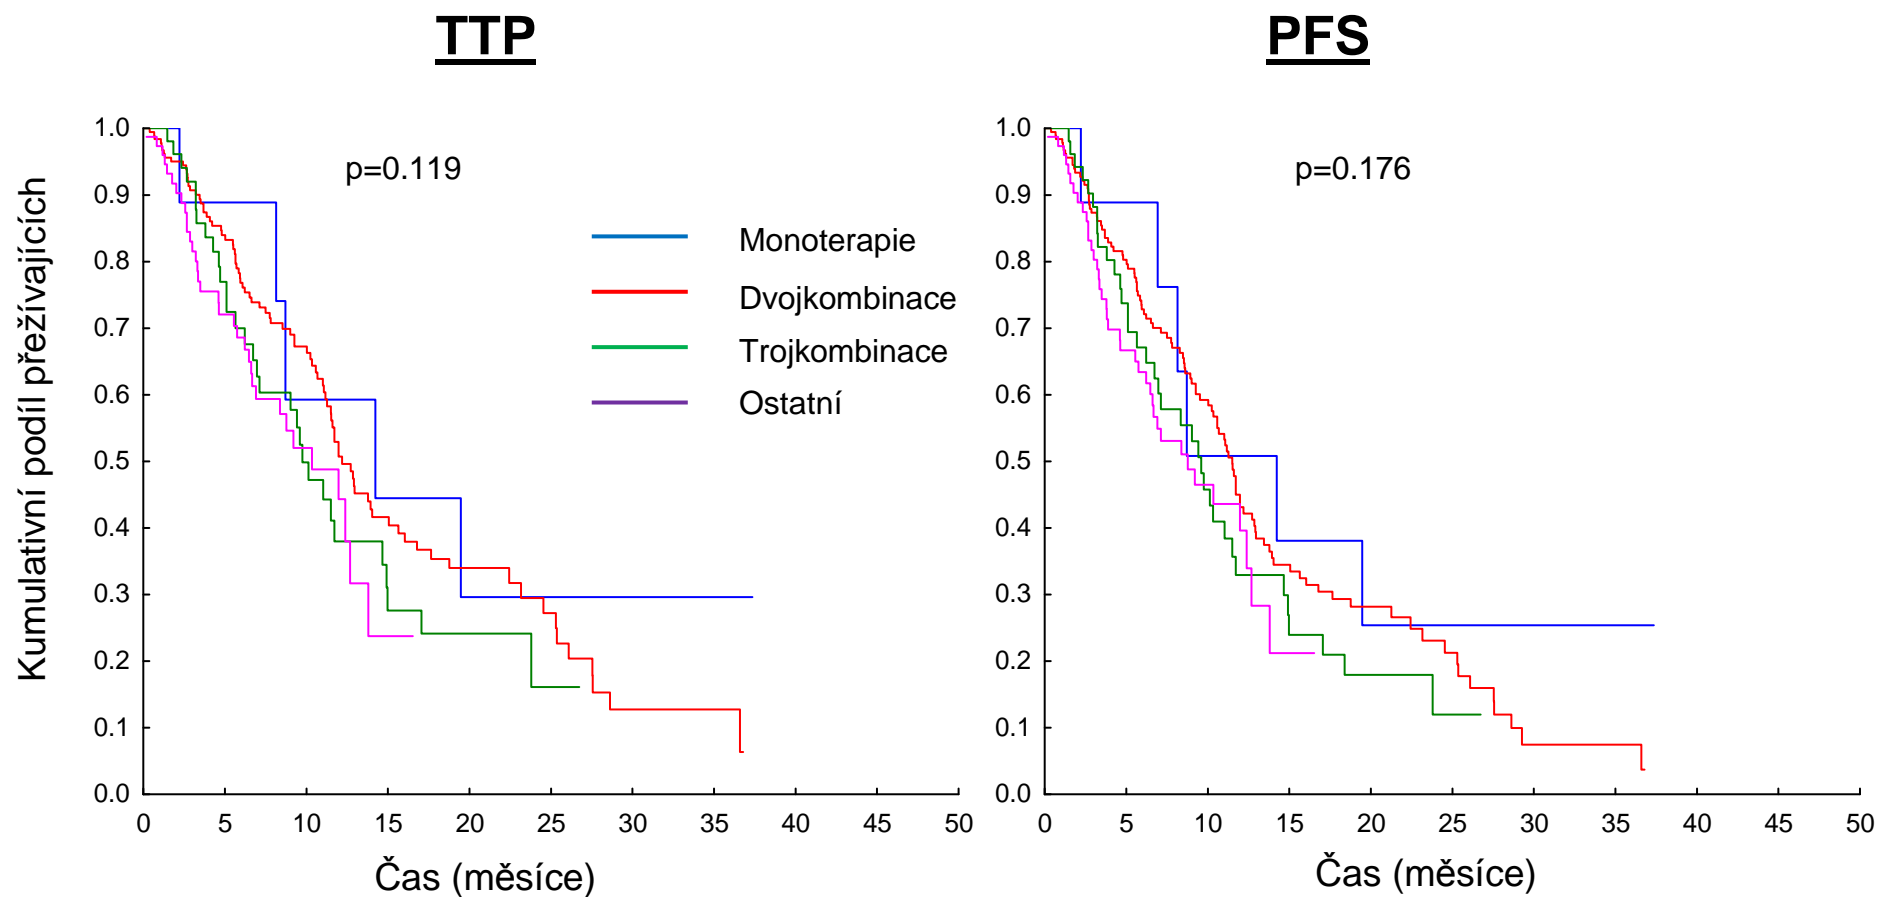 TTP
PFS
Kumulativní podíl přežívajících
1.0
0.9
0.8
0.7
0.6
0.5
0.4
0.3
0.2
0.1
0.0
p=0.119
Monoterapie
Dvojkombinace
Trojkombinace
Ostatní
0 5 10 15 20 25 30 35 40 45 50
Čas (měsíce)
1.0
0.9
0.8
0.7
0.6
0.5
0.4
0.3
0.2
0.1
0.0
p=0.176
0 5 10 15 20 25 30 35 40 45 50
Čas (měsíce)